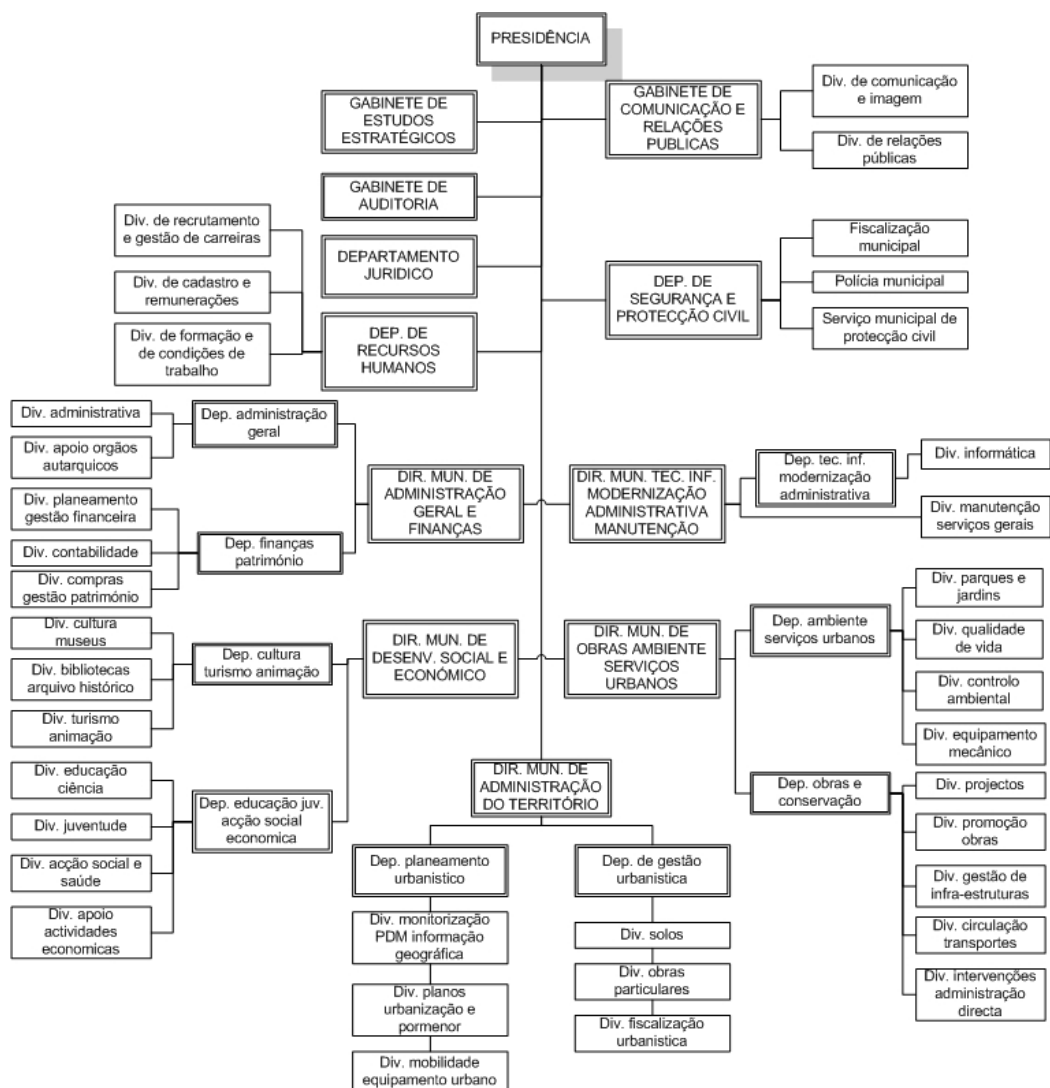 PRESIDÊNCIA
GABINETE DE
ESTUDOS
ESTRATÉGICOS
GABINETE DE
COMUNICAÇÃO E
RELAÇÕES
PUBLICAS
Div. de comunicação
e imagem
Div. de relações
públicas
GABINETE DE
AUDITORIA
Div. de recrutamento
e gestão de carreiras
Div. de cadastro e
remunerações
Div. de formação e
de condições de
trabalho
DEPARTAMENTO
JURIDICO
DEP. DE
RECURSOS
HUMANOS
DEP. DE
SEGURANÇA E
PROTECÇÃO CIVIL
Fiscalização
municipal
Polícia municipal
Serviço municipal de
protecção civil
Div. administrativa
Div. apoio orgãos
autarquicos
Dep. administração
geral
Div. planeamento
gestão financeira
Div. contabilidade
Div. compras
gestão património
Dep. finanças
património
DIR. MUN. DE
ADMINISTRAÇÃO
GERAL E
FINANÇAS
DIR. MUN. TEC. INF.
MODERNIZAÇÃO
ADMINISTRATIVA
MANUTENÇÃO
Dep. tec. inf.
modernização
administrativa
Div. informática
Div. manutenção
serviços gerais
Div. cultura
museus
Div. bibliotecas
arquivo histórico
Div. turismo
animação
Dep. cultura
turismo animação
DIR. MUN. DE
DESENV. SOCIAL E
ECONÓMICO
DIR. MUN. DE
OBRAS AMBIENTE
SERVIÇOS
URBANOS
Dep. ambiente
serviços urbanos
Div. parques e
jardins
Div. qualidade
de vida
Div. controlo
ambiental
Div. equipamento
mecânico
Div. educação
ciência
Div. juventude
Div. acção social e
saúde
Div. apoio
actividades
economicas
Dep. educação juv.
acção social
economica
DIR. MUN. DE
ADMINISTRAÇÃO
DO TERRITÓRIO
Dep. obras e
conservação
Div. projectos
Div. promoção
obras
Div. gestão de
infra-estruturas
Div. circulação
transportes
Div. intervenções
administração
directa
Dep. planeamento
urbanistico
Div. monitorização
PDM informação
geográfica
Div. planos
urbanização e
pormenor
Div. mobilidade
equipamento urbano
Dep. de gestão
urbanistica
Div. solos
Div. obras
particulares
Div. fiscalização
urbanistica